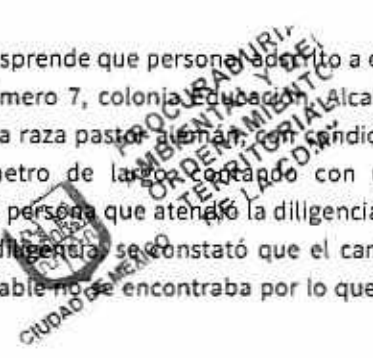 sprende que personal adscrito a e
mero 7, colonia Educación, Alca
a raza pastor alemán, con condic
etro de largo, contando con
persona que atendió la diligencia
diligencia, se constató que el can
able no se encontraba por lo que
PROCURADURÍA
AMBIENTAL Y DEL
ORDENAMIENTO
TERRITORIAL
DE LA CDMX
CIUDAD DE MÉXICO